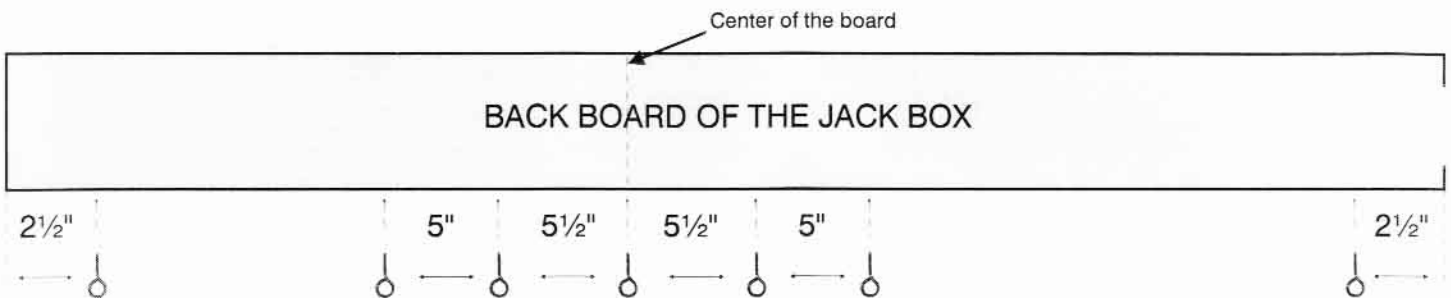 Center of the board
BACK BOARD OF THE JACK BOX
2½" 5" 5½" 5½" 5" 2½"